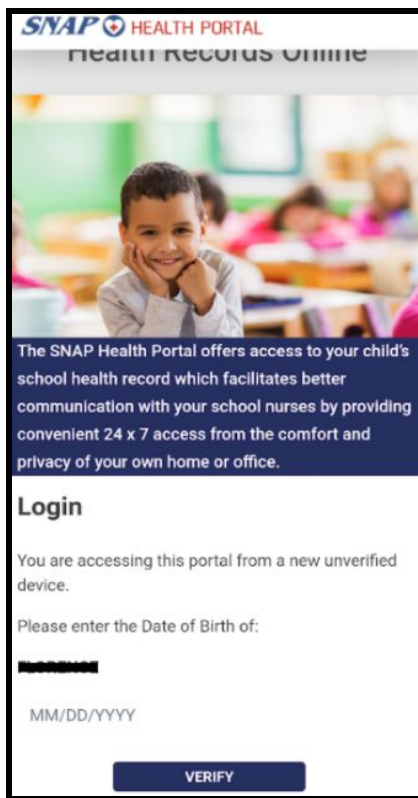 SNAP HEALTH PORTAL
Health Records Online
The SNAP Health Portal offers access to your child's
school health record which facilitates better
communication with your school nurses by providing
convenient 24 x 7 access from the comfort and
privacy of your own home or office.
Login
You are accessing this portal from a new unverified
device.
Please enter the Date of Birth of:
MM/DD/YYYY
VERIFY